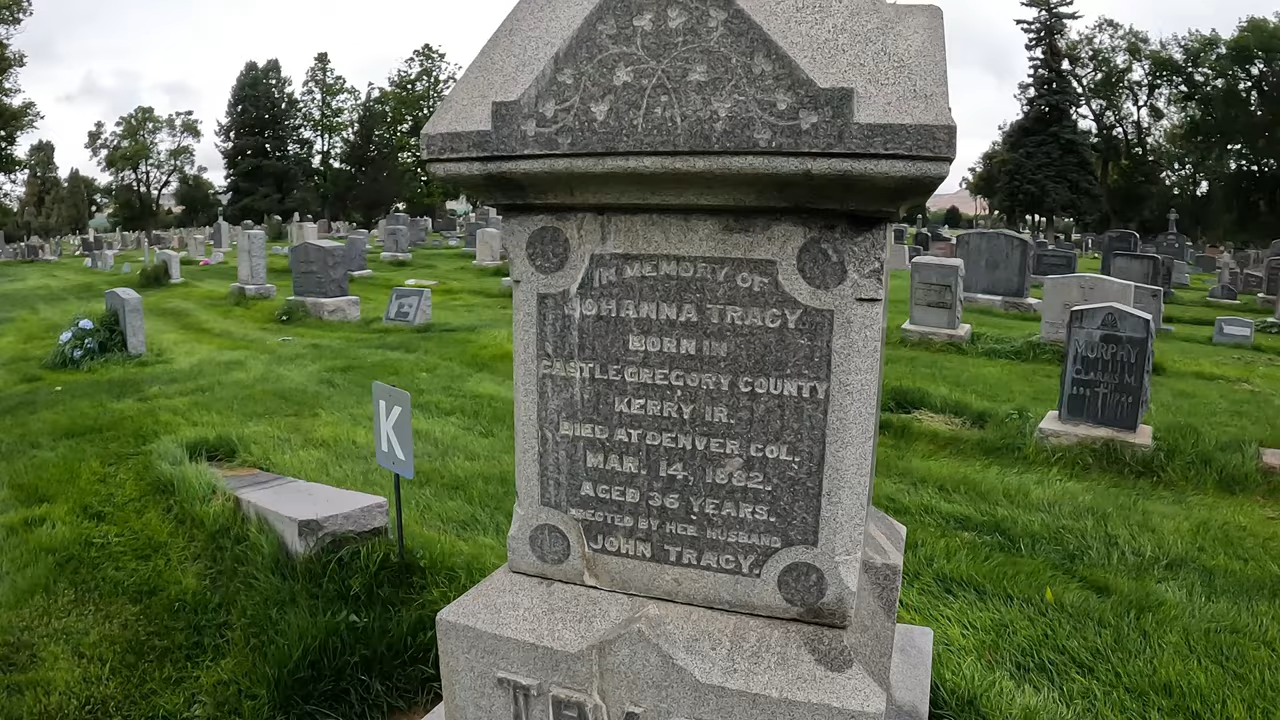 IN MEMORY OF
JOHANNA TRACY
BORN IN
CASTLEGREGORY COUNTY
KERRY IR.
DIED AT DENVER COL.
MAR. 14, 1882.
AGED 36 YEARS.
ERECTED BY HER HUSBAND
JOHN TRACY.
K
MURPHY
M.